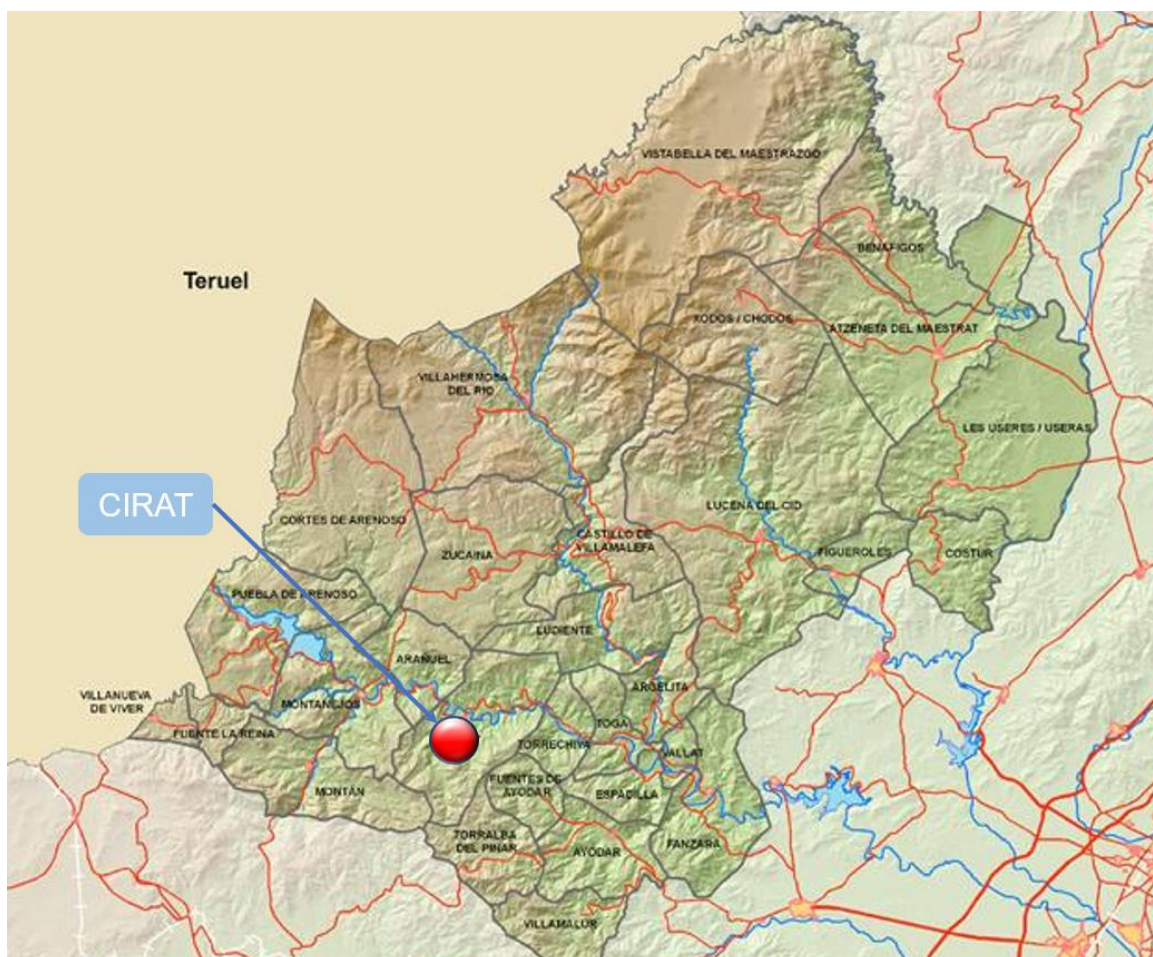 VISTABELLA DEL MAESTRAZGO
BENAFIGOS
Teruel
XODOS / CHODOS
ATZENETA DEL MAESTRAT
VILLAHERMOSA
DEL RIO
LES USERES / USERAS
CIRAT
LUCENA DEL CID
CORTES DE ARENOSO
CASTILLO DE
VILLAMALEFA
ZUCAINA
FIGUEROLES
COSTUR
PUEBLA DE ARENOSO
LUDIENTE
ARAÑUEL
ARGELITA
VILLANUEVA
DE VIVER
MONTANEJOS
TOGA
FUENTE LA REINA
TORRECHIVA
VALLAT
FUENTES DE
AYODAR
MONTÁN
ESPADILLA
TORRALBA
DEL PINAR
FANZARA
AYODAR
VILLAMALUR